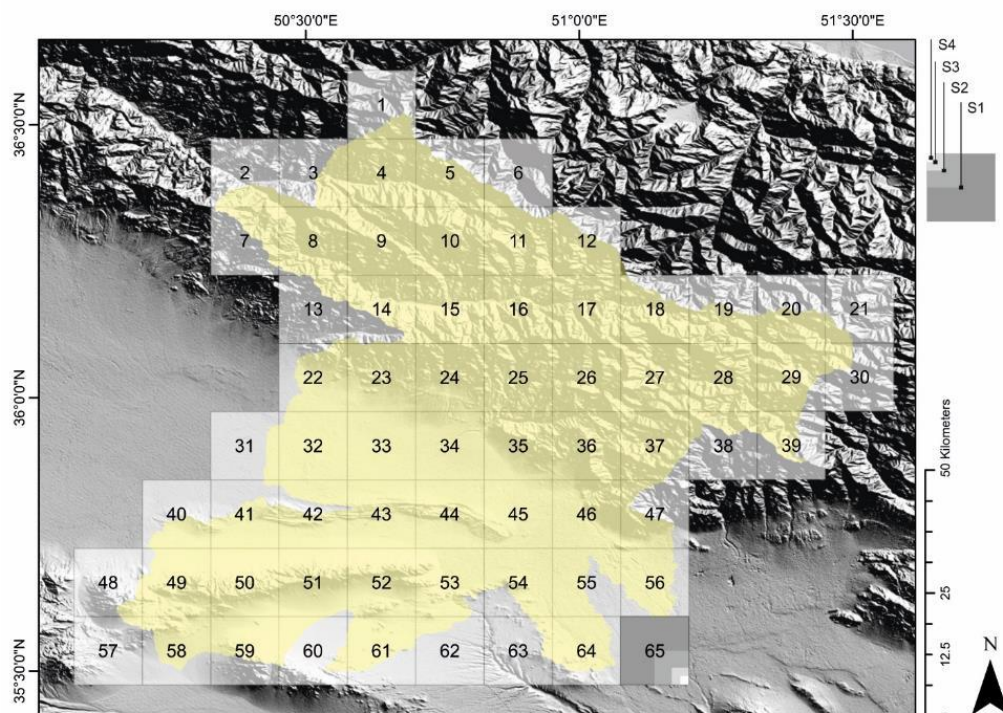 50°30'0"E 51°0'0"E 51°30'0"E
S4
S3
S2
S1
36°30'0"N
1
2 3 4 5 6
7 8 9 10 11 12
13 14 15 16 17 18 19 20 21
36°0'0"N
22 23 24 25 26 27 28 29 30
31 32 33 34 35 36 37 38 39
50 Kilometers
40 41 42 43 44 45 46 47
48 49 50 51 52 53 54 55 56
25
57 58 59 60 61 62 63 64 65
12.5
35°30'0"N
N